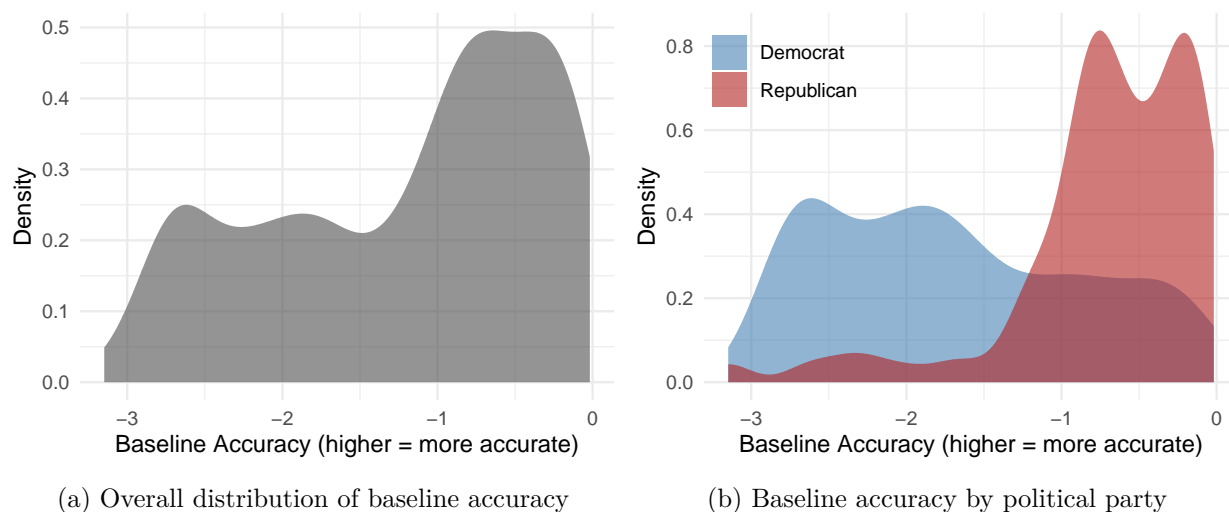 0.5
0.4
0.3
0.2
0.1
0.0
Density
−3
−2
−1
0
Baseline Accuracy (higher = more accurate)
(a) Overall distribution of baseline accuracy
Democrat
Republican
0.8
0.6
0.4
0.2
0.0
Density
−3
−2
−1
0
Baseline Accuracy (higher = more accurate)
(b) Baseline accuracy by political party